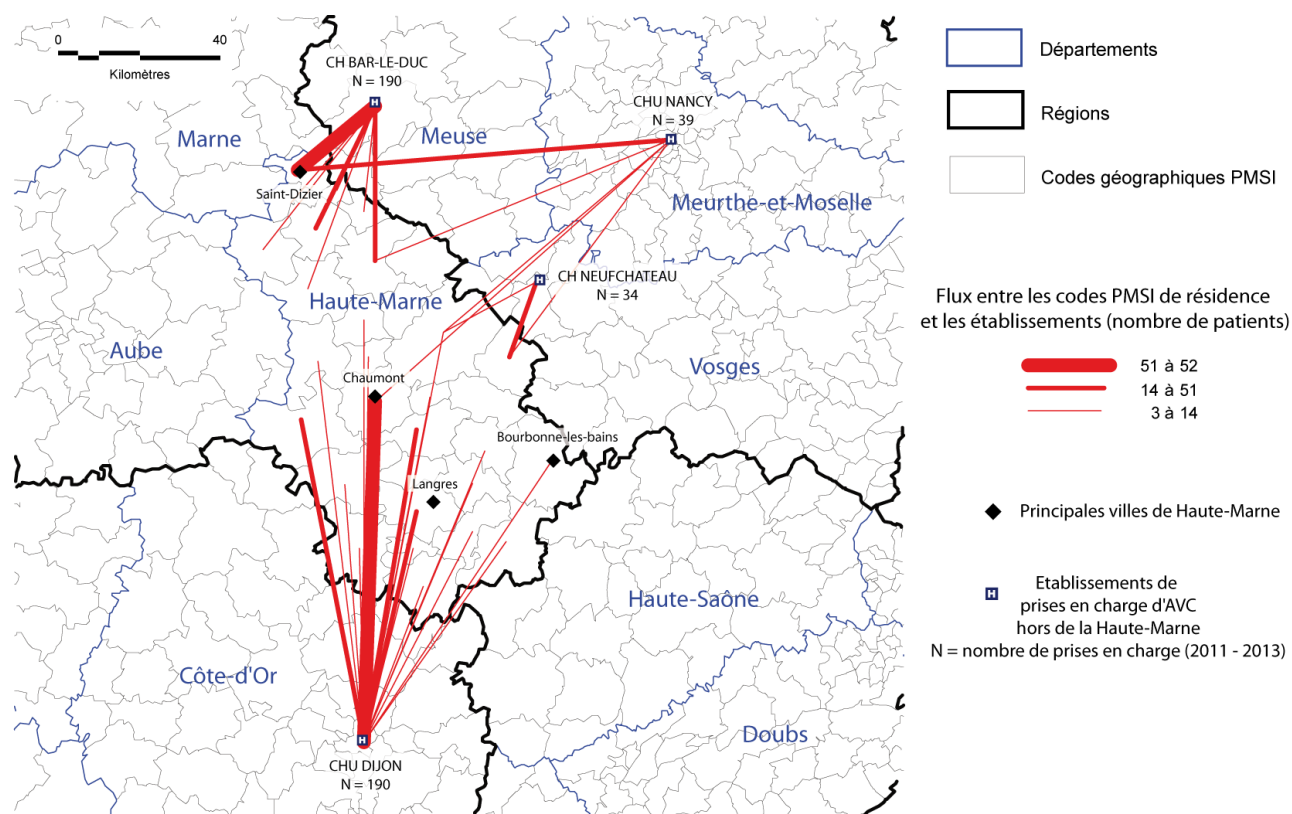 0
40
Kilomètres
CH BAR-LE-DUC
N = 190
CHU NANCY
N = 39
Marne
Meuse
Saint-Dizier
Meurthe-et-Moselle
CH NEUFCHATEAU
N = 34
Haute-Marne
Aube
Vosges
Chaumont
Bourbonne-les-bains
Langres
Haute-Saône
Côte-d'Or
Doubs
CHU DIJON
N = 190
Départements
Régions
Codes géographiques PMSI
Flux entre les codes PMSI de résidence
et les établissements (nombre de patients)
51 à 52
14 à 51
3 à 14
Principales villes de Haute-Marne
H
Etablissements de
prises en charge d'AVC
hors de la Haute-Marne
N = nombre de prises en charge (2011 - 2013)